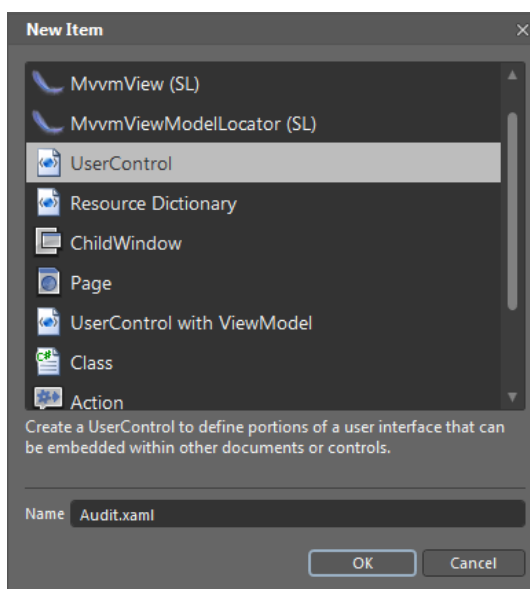 New Item
MvvmView (SL)
MvvmViewModelLocator (SL)
UserControl
Resource Dictionary
ChildWindow
Page
UserControl with ViewModel
C#
Class
Action
Create a UserControl to define portions of a user interface that can
be embedded within other documents or controls.
Name Audit.xaml
OK Cancel